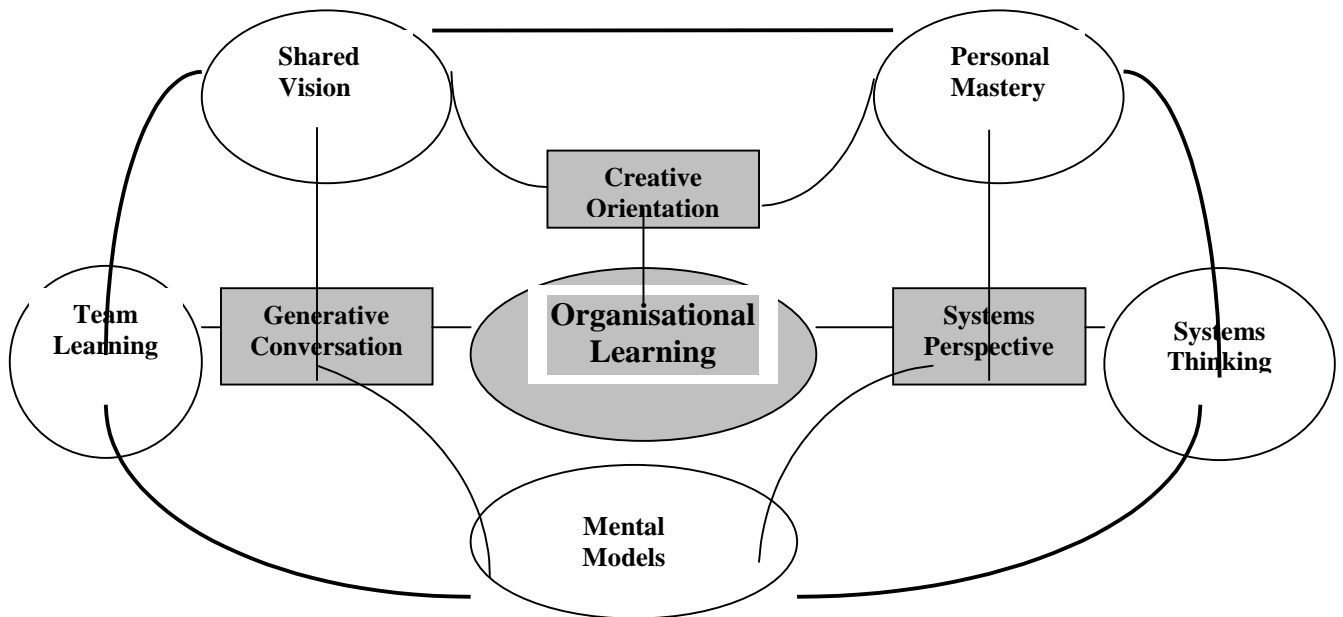 Shared
Vision
Personal
Mastery
Creative
Orientation
Team
Learning
Generative
Conversation
Organisational
Learning
Systems
Perspective
Systems
Thinking
Mental
Models